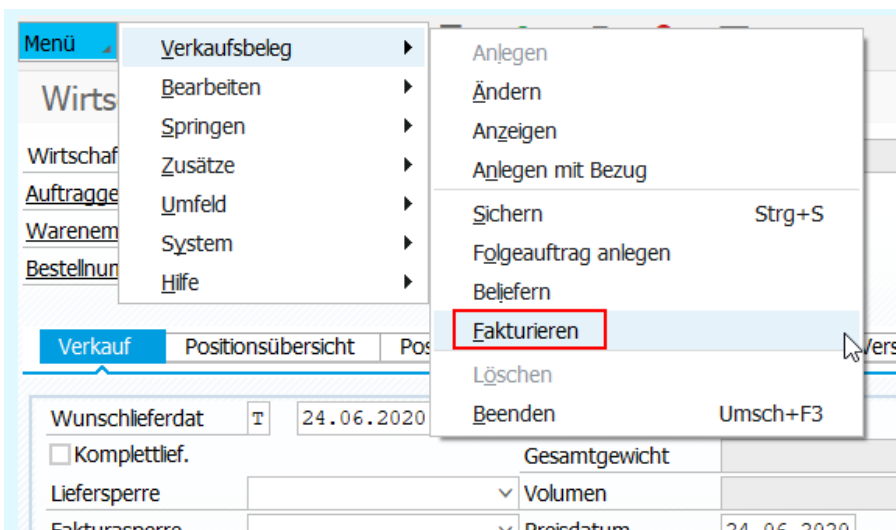 Menü
Verkaufsbeleg
Bearbeiten
Springen
Zusätze
Umfeld
System
Hilfe
Anlegen
Ändern
Anzeigen
Anlegen mit Bezug
Sichern Strg+S
Folgeauftrag anlegen
Beliefern
Fakturieren
Löschen
Beenden Umsch+F3
Wirts
Wirtschaf
Auftragge
Warenem
Bestellnun
Verkauf Positionsübersicht Pos Vers
Wunschlieferdat T 24.06.2020
Komplettlief. Gesamtgewicht
Liefersperre Volumen
Fakturasperre Preisdatum 24.06.2020